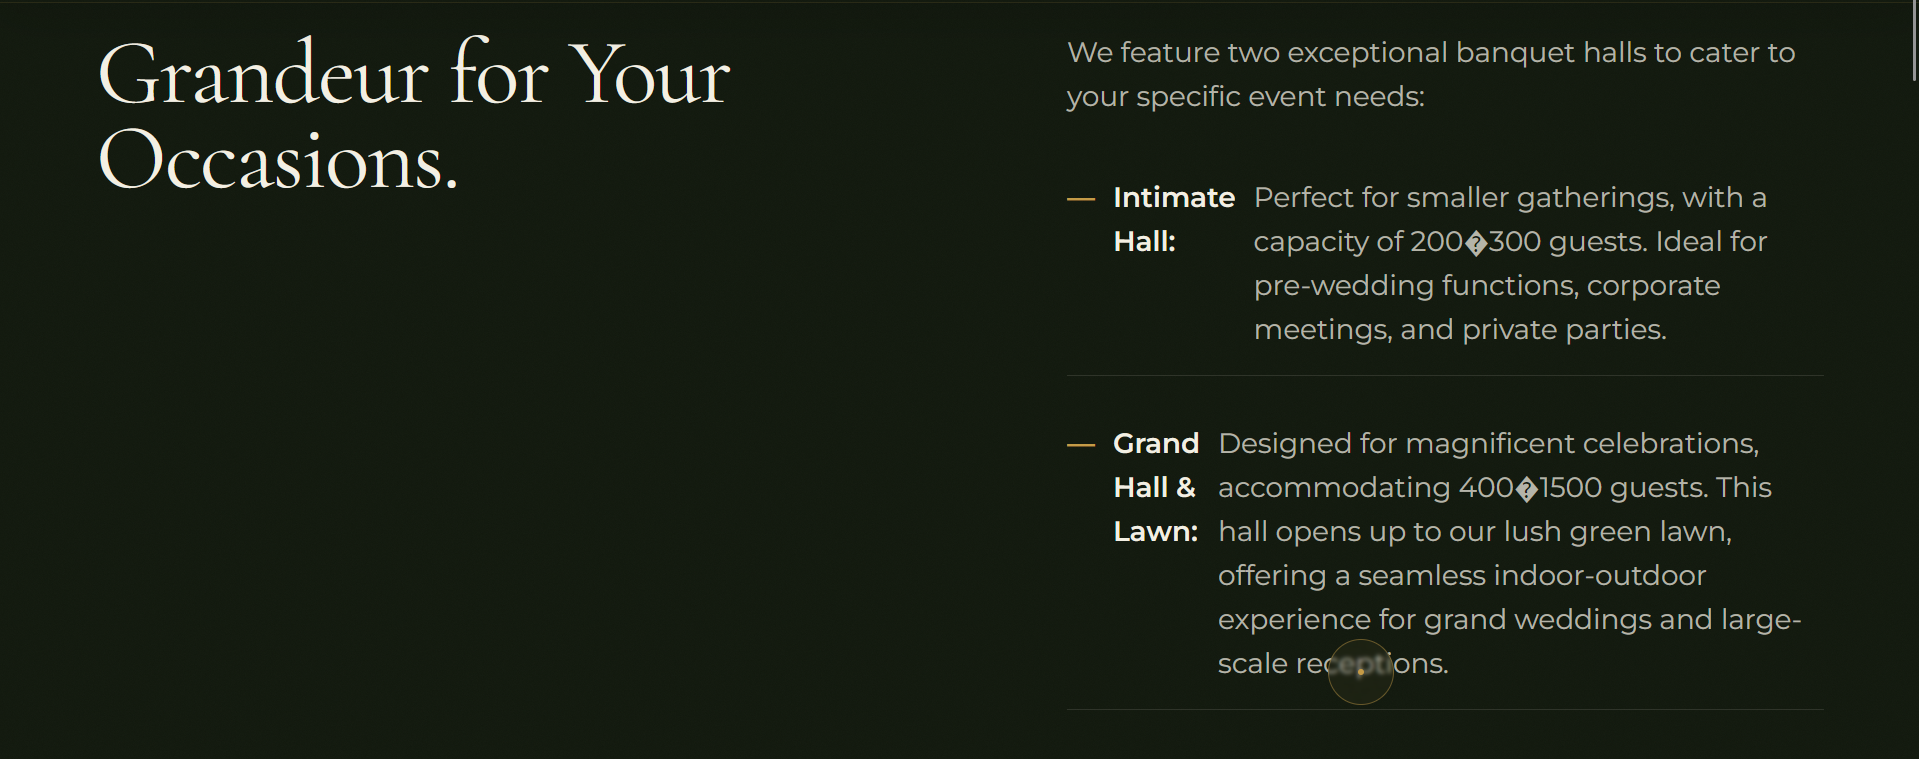 Grandeur for Your
Occasions.
We feature two exceptional banquet halls to cater to
your specific event needs:
— Intimate Hall:
Perfect for smaller gatherings, with a
capacity of 200�300 guests. Ideal for
pre-wedding functions, corporate
meetings, and private parties.
— Grand Hall & Lawn:
Designed for magnificent celebrations,
accommodating 400�1500 guests. This
hall opens up to our lush green lawn,
offering a seamless indoor-outdoor
experience for grand weddings and large-
scale receptions.